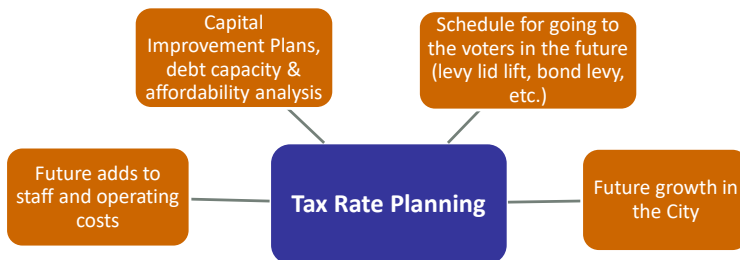 Capital
Improvement Plans,
debt capacity &
affordability analysis
Schedule for going to
the voters in the future
(levy lid lift, bond levy,
etc.)
Future adds to
staff and operating
costs
Tax Rate Planning
Future growth in
the City